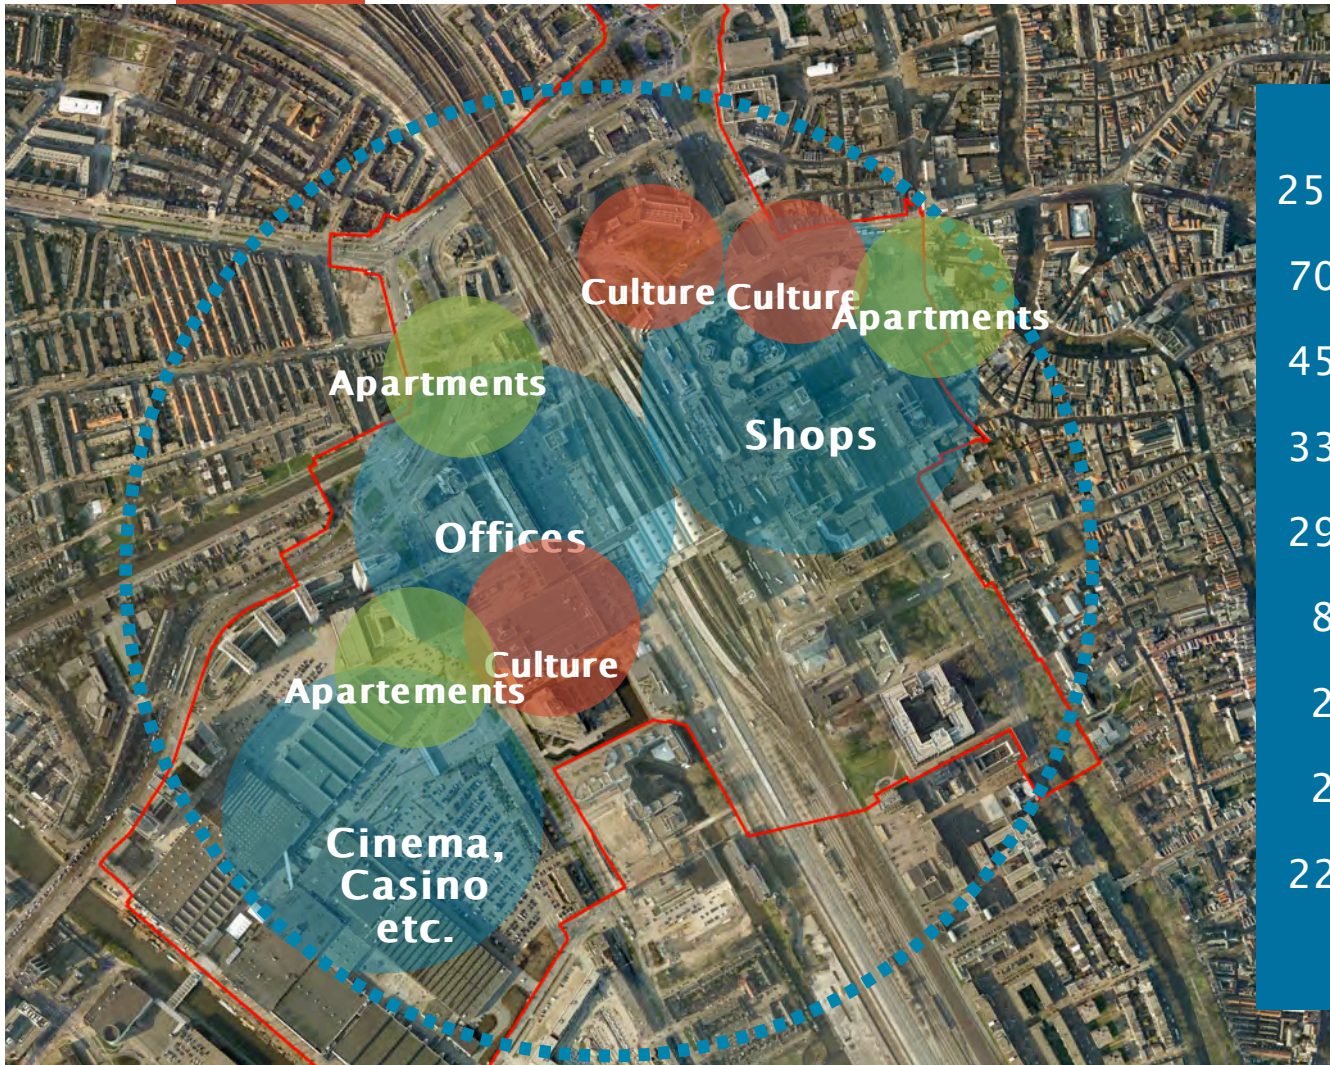 Culture
Culture
Apartments
Apartments
Shops
Offices
Culture
Apartements
Cinema,
Casino
etc.
25
70
45
33
29
8
2
2
22